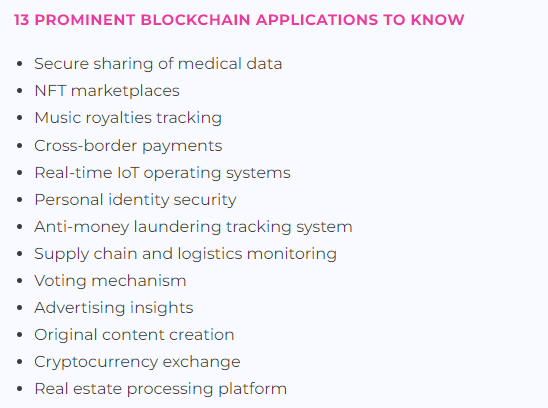 13 PROMINENT BLOCKCHAIN APPLICATIONS TO KNOW
• Secure sharing of medical data
• NFT marketplaces
• Music royalties tracking
• Cross-border payments
• Real-time IoT operating systems
• Personal identity security
• Anti-money laundering tracking system
• Supply chain and logistics monitoring
• Voting mechanism
• Advertising insights
• Original content creation
• Cryptocurrency exchange
• Real estate processing platform